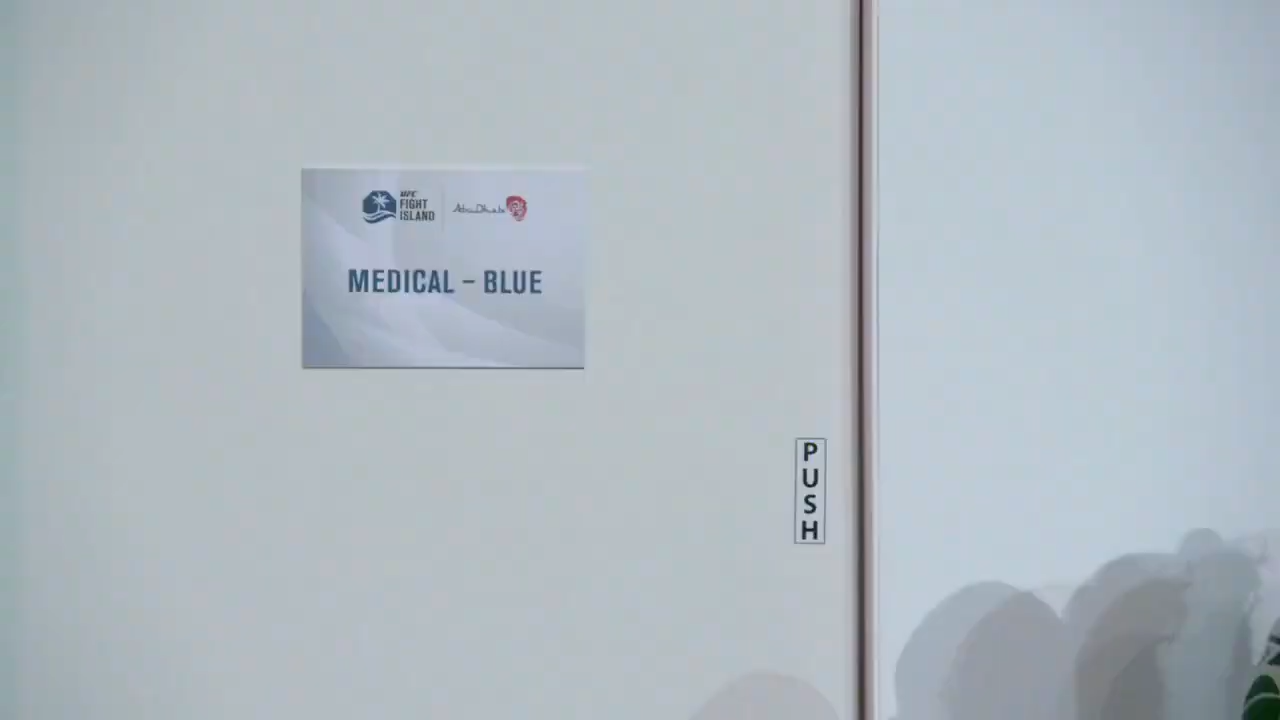 UFC
FIGHT
ISLAND
Abu Dhabi
MEDICAL – BLUE
PUSH